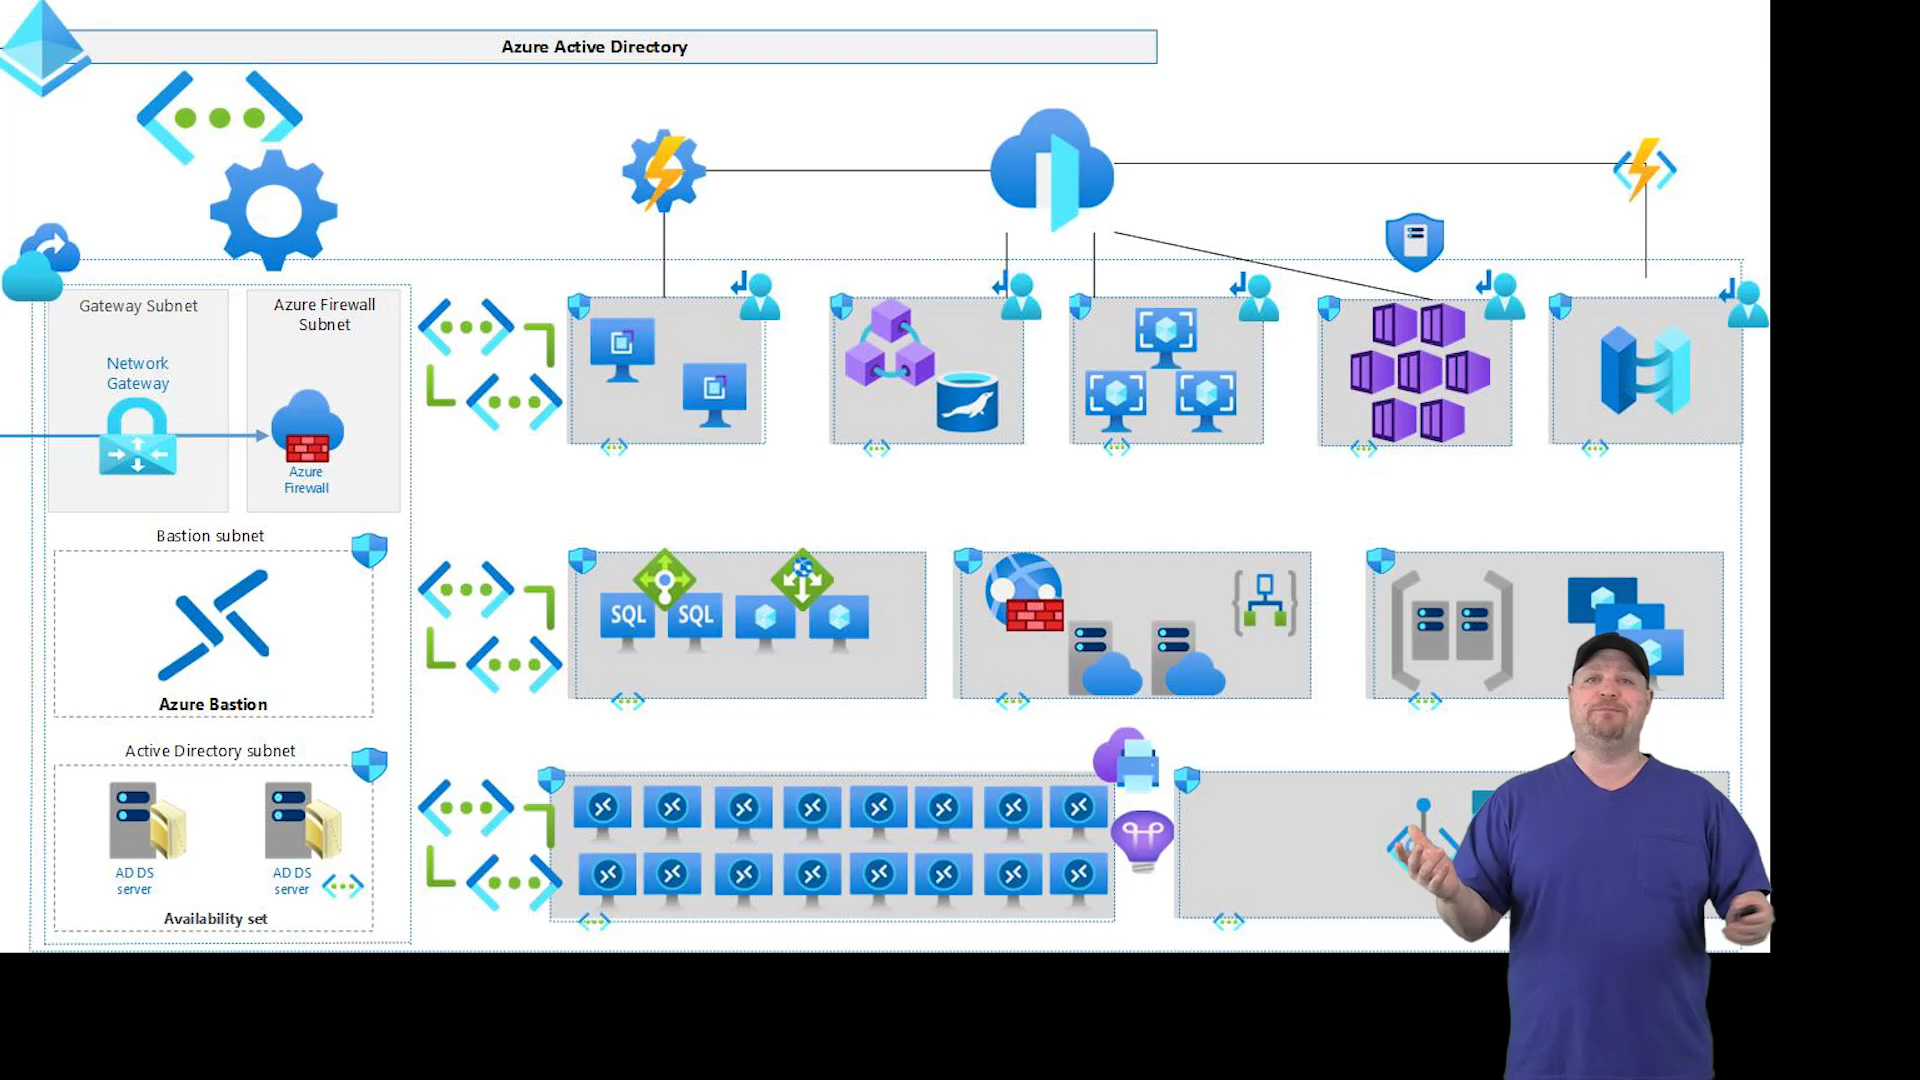 Azure Active Directory
Gateway Subnet
Azure Firewall
Subnet
Network
Gateway
Azure
Firewall
Bastion subnet
Azure Bastion
SQL
SQL
Active Directory subnet
AD DS
server
AD DS
server
Availability set